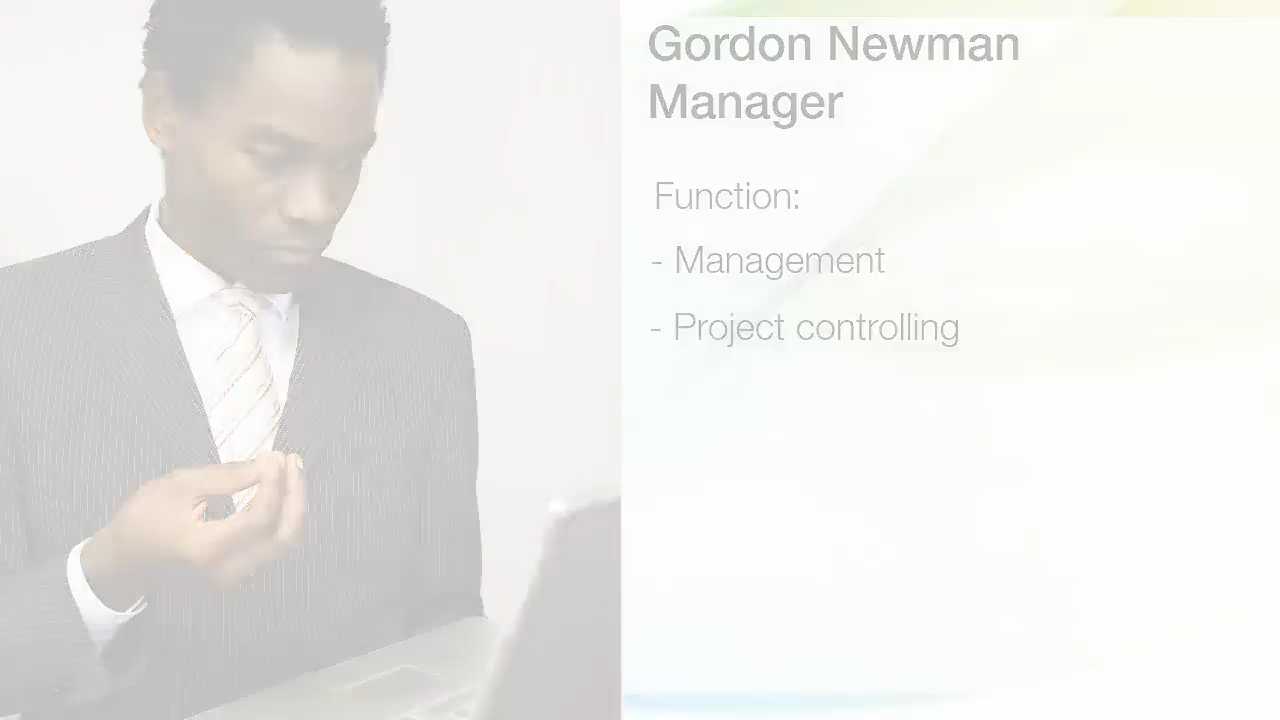 Gordon Newman
Manager
Function:
- Management
- Project controlling